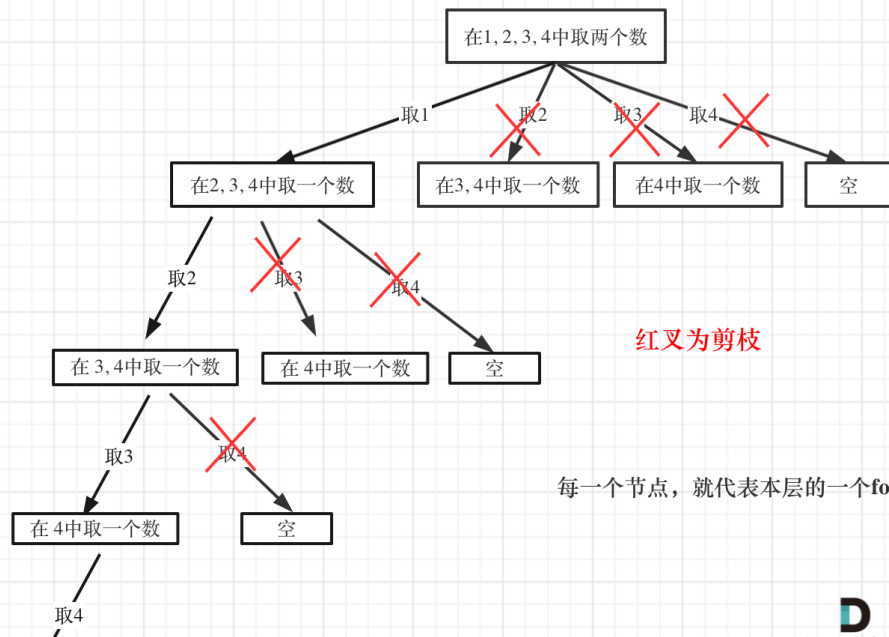 在1, 2, 3, 4中取两个数
取1
取2
取3
取4
在2, 3, 4中取一个数
在3, 4中取一个数
在4中取一个数
空
取2
取3
取4
红叉为剪枝
在 3, 4中取一个数
在 4中取一个数
空
取3
取4
每一个节点，就代表本层的一个fo
在 4中取一个数
空
取4